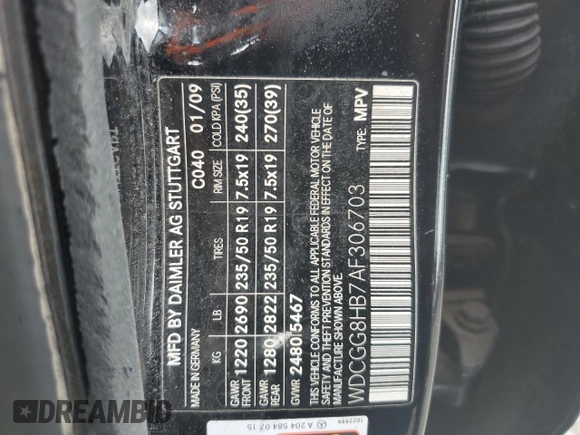 MFD BY DAIMLER AG STUTTGART
MADE IN GERMANY C040 01/09
KG LB TIRES RIM SIZE COLD KPA (PSI)
GAWR FRONT 1220 2690 235/50 R19 7.5x19 240(35)
GAWR REAR 1280 2822 235/50 R19 7.5x19 270(39)
GVWR 2480 5467
THIS VEHICLE CONFORMS TO ALL APPLICABLE FEDERAL MOTOR VEHICLE
SAFETY AND THEFT PREVENTION STANDARDS IN EFFECT ON THE DATE OF
MANUFACTURE SHOWN ABOVE.
WDCGG8HB7AF306703 TYPE: MPV
A 204 584 07 15
DREAMBID